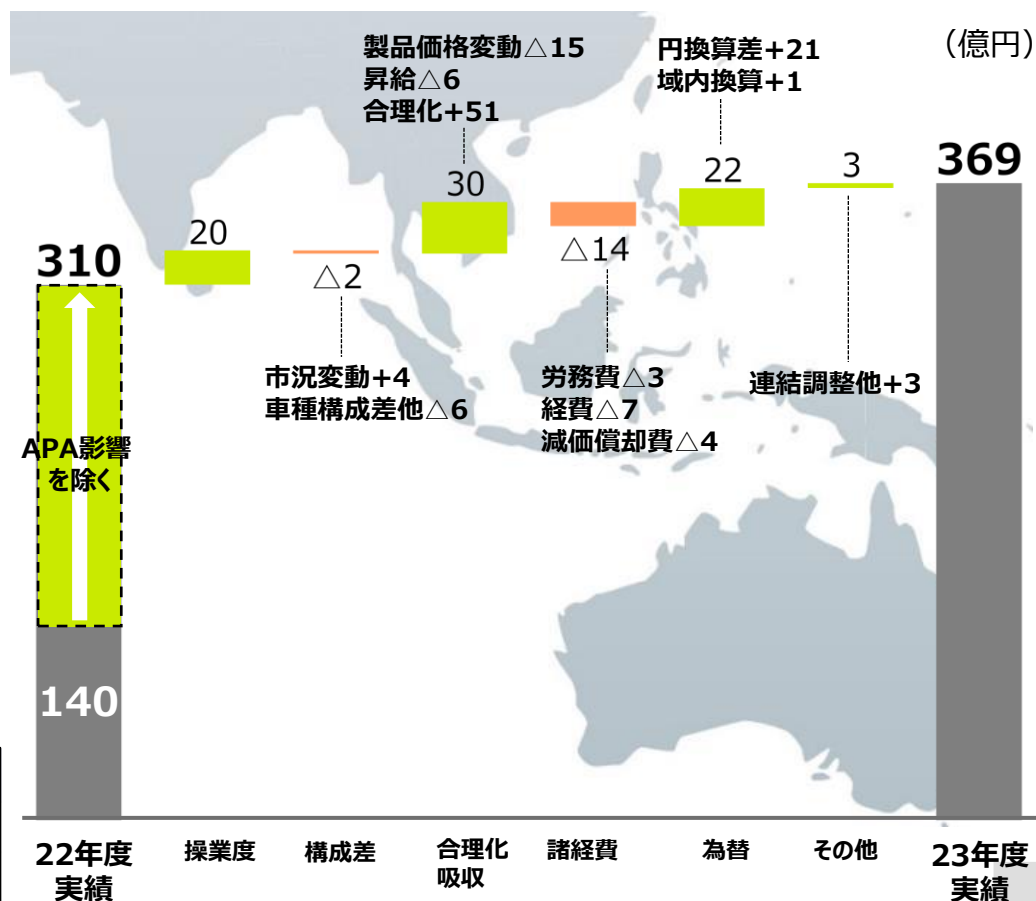 （億円）
製品価格変動△15
昇給△6
合理化+51
円換算差+21
域内換算+1
310
20
△2
30
△14
22
3
369
市況変動+4
車種構成差他△6
労務費△3
経費△7
減価償却費△4
連結調整他+3
APA影響
を除く
140
22年度
実績
操業度
構成差
合理化
吸収
諸経費
為替
その他
23年度
実績